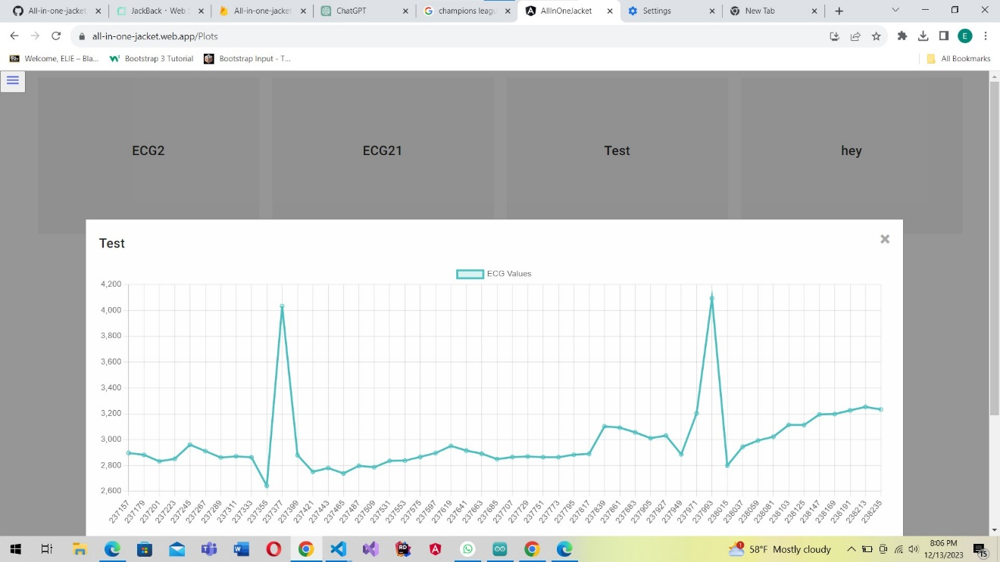 All-in-one-jacket
JackBack · Web
All-in-one-jacket
ChatGPT
champions leagu
AllInOneJacket
Settings
New Tab
all-in-one-jacket.web.app/Plots
E
Bb
Welcome, ELIE – Bla...
Bootstrap 3 Tutorial
Bootstrap Input - T...
All Bookmarks
ECG2
ECG21
Test
hey
Test
ECG Values
4,200
4,000
3,800
3,600
3,400
3,200
3,000
2,800
2,600
237157
237179
237201
237223
237245
237267
237289
237311
237333
237355
237377
237399
237421
237443
237465
237487
237509
237531
237553
237575
237597
237619
237641
237663
237685
237707
237729
237751
237773
237795
237817
237839
237861
237883
237905
237927
237949
237971
237993
238015
238037
238059
238081
238103
238125
238147
238169
238191
238213
238235
1
58°F Mostly cloudy
8:06 PM
12/13/2023
15